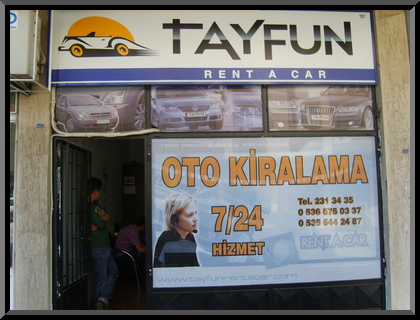 TAYFUN
RENT A CAR
OTO KİRALAMA
7/24
HİZMET
Tel. 231 34 35
0 536 575 03 37
0 535 544 24 87
RENT A CAR
www.tayfunrentacar.com